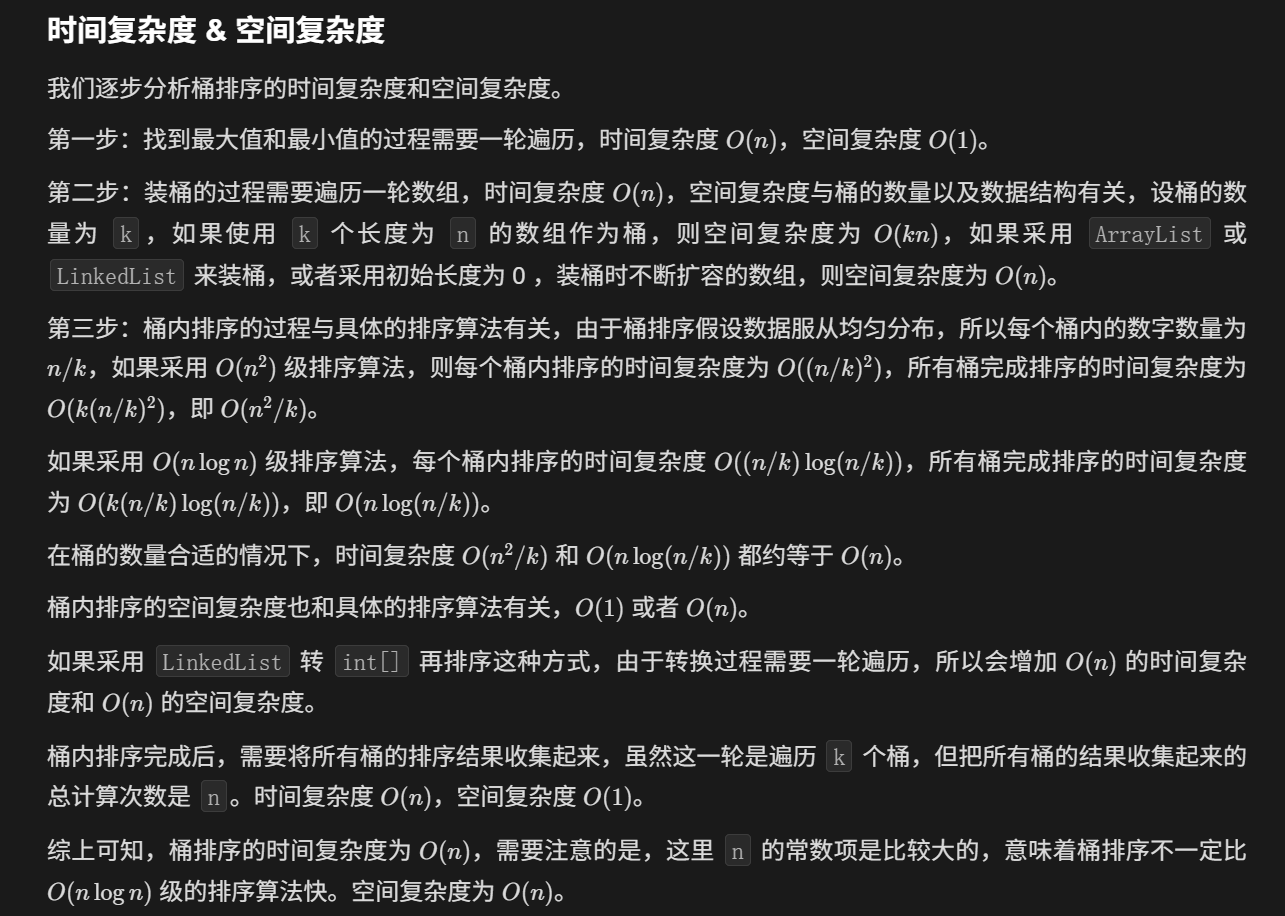 时间复杂度 & 空间复杂度
我们逐步分析桶排序的时间复杂度和空间复杂度。
第一步：找到最大值和最小值的过程需要一轮遍历，时间复杂度 O(n)，空间复杂度 O(1)。
第二步：装桶的过程需要遍历一轮数组，时间复杂度 O(n)，空间复杂度与桶的数量以及数据结构有关，设桶的数
量为 k ，如果使用 k 个长度为 n 的数组作为桶，则空间复杂度为 O(kn)，如果采用 ArrayList 或
LinkedList 来装桶，或者采用初始长度为 0 ，装桶时不断扩容的数组，则空间复杂度为 O(n)。
第三步：桶内排序的过程与具体的排序算法有关，由于桶排序假设数据服从均匀分布，所以每个桶内的数字数量为
n/k，如果采用 O(n²) 级排序算法，则每个桶内排序的时间复杂度为 O((n/k)²)，所有桶完成排序的时间复杂度为
O(k(n/k)²)，即 O(n²/k)。
如果采用 O(n log n) 级排序算法，每个桶内排序的时间复杂度 O((n/k) log(n/k))，所有桶完成排序的时间复杂度
为 O(k(n/k) log(n/k))，即 O(n log(n/k))。
在桶的数量合适的情况下，时间复杂度 O(n²/k) 和 O(n log(n/k)) 都约等于 O(n)。
桶内排序的空间复杂度也和具体的排序算法有关，O(1) 或者 O(n)。
如果采用 LinkedList 转 int[] 再排序这种方式，由于转换过程需要一轮遍历，所以会增加 O(n) 的时间复杂
度和 O(n) 的空间复杂度。
桶内排序完成后，需要将所有桶的排序结果收集起来，虽然这一轮是遍历 k 个桶，但把所有桶的结果收集起来的
总计算次数是 n 。时间复杂度 O(n)，空间复杂度 O(1)。
综上可知，桶排序的时间复杂度为 O(n)，需要注意的是，这里 n 的常数项是比较大的，意味着桶排序不一定比
O(n log n) 级的排序算法快。空间复杂度为 O(n)。